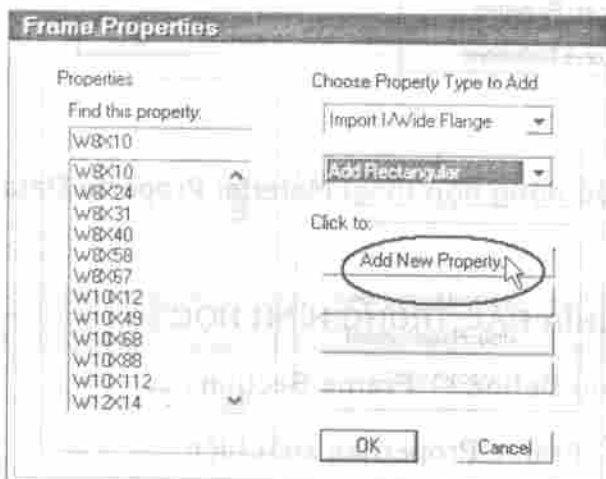 Frame Properties
Properties
Find this property:
W8X10
W8X10
W8X24
W8X31
W8X40
W8X58
W8X67
W10X12
W10X49
W10X68
W10X88
W10X112
W12X14
Choose Property Type to Add
Import I/Wide Flange
Add Rectangular
Click to:
Add New Property...
OK
Cancel